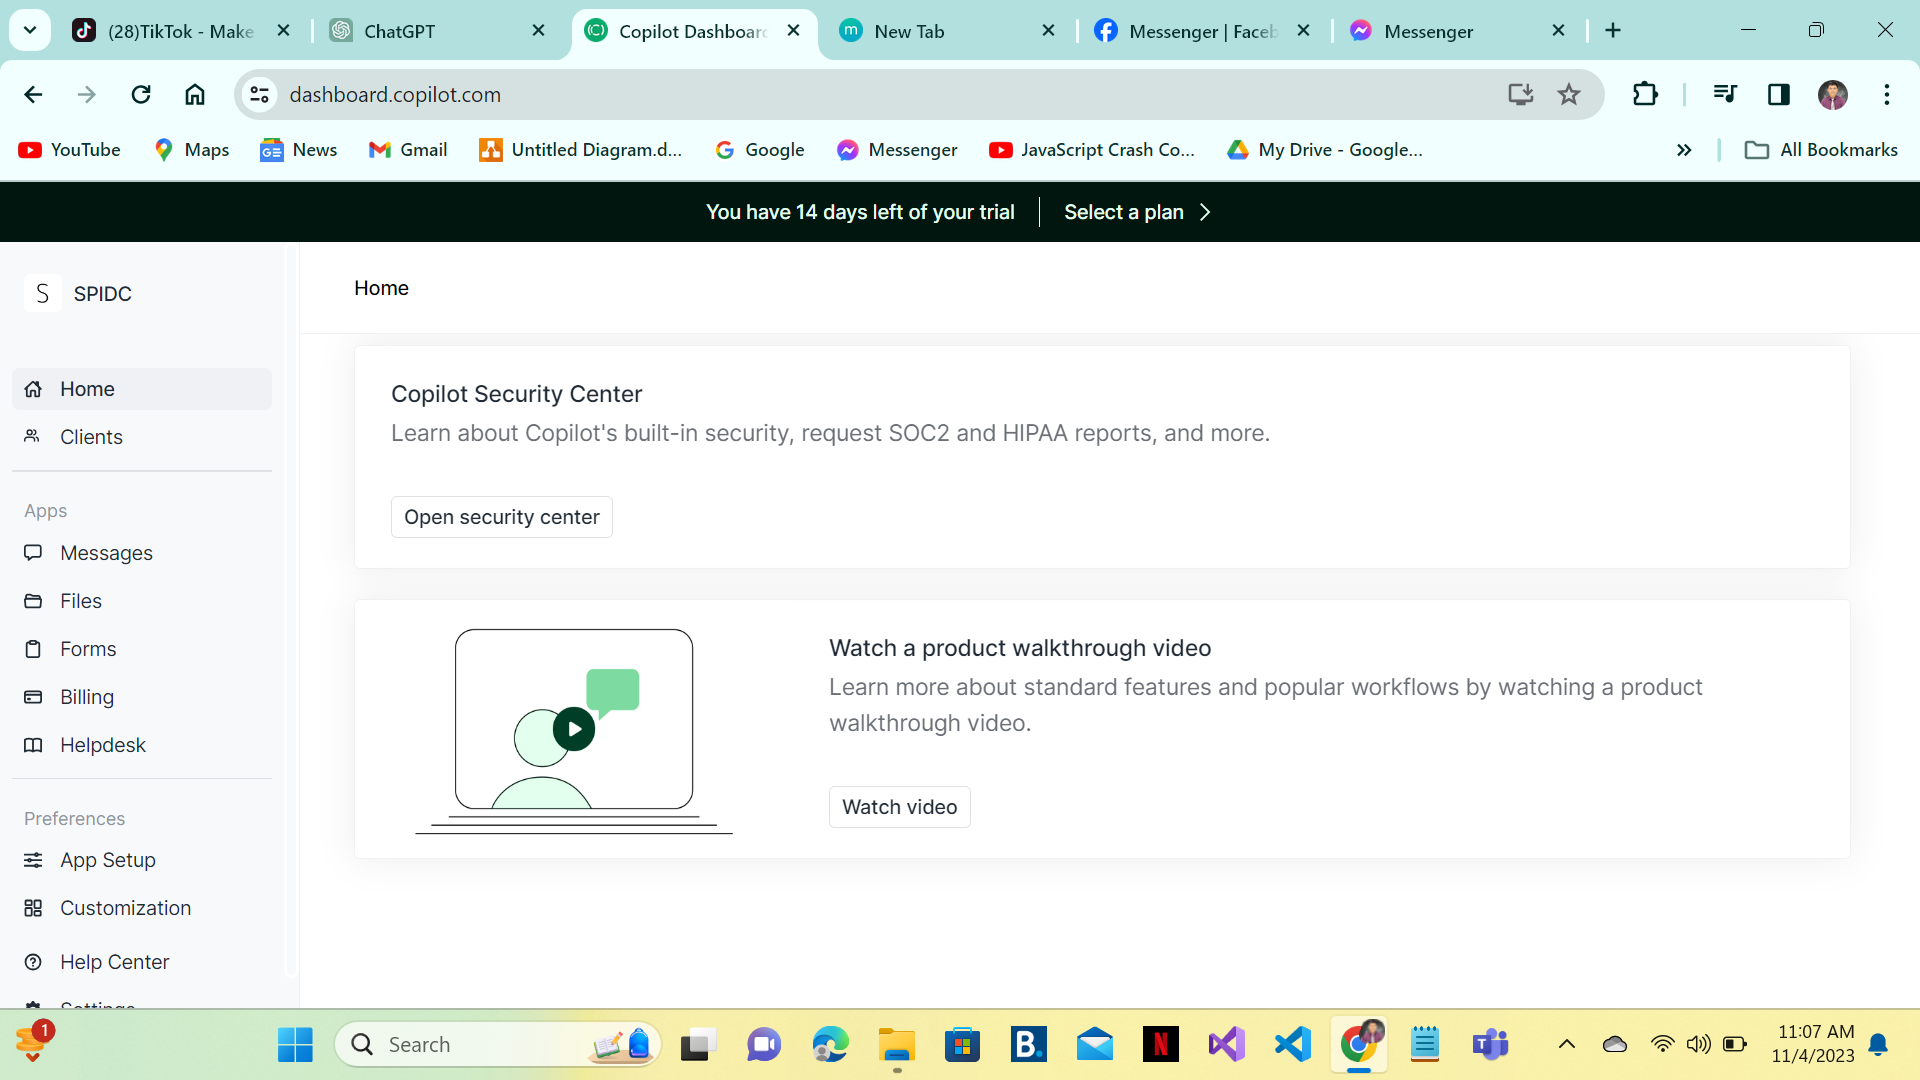 (28)TikTok - Make
ChatGPT
Copilot Dashboard
m
New Tab
Messenger | Faceb
Messenger
dashboard.copilot.com
YouTube
Maps
News
Gmail
Untitled Diagram.d...
Google
Messenger
JavaScript Crash Co...
My Drive - Google...
All Bookmarks
You have 14 days left of your trial
Select a plan
S
SPIDC
Home
Home
Clients
Apps
Messages
Files
Forms
Billing
Helpdesk
Preferences
App Setup
Customization
Help Center
Settings
Copilot Security Center
Learn about Copilot's built-in security, request SOC2 and HIPAA reports, and more.
Open security center
Watch a product walkthrough video
Learn more about standard features and popular workflows by watching a product
walkthrough video.
Watch video
1
Search
B.
N
T
11:07 AM
11/4/2023